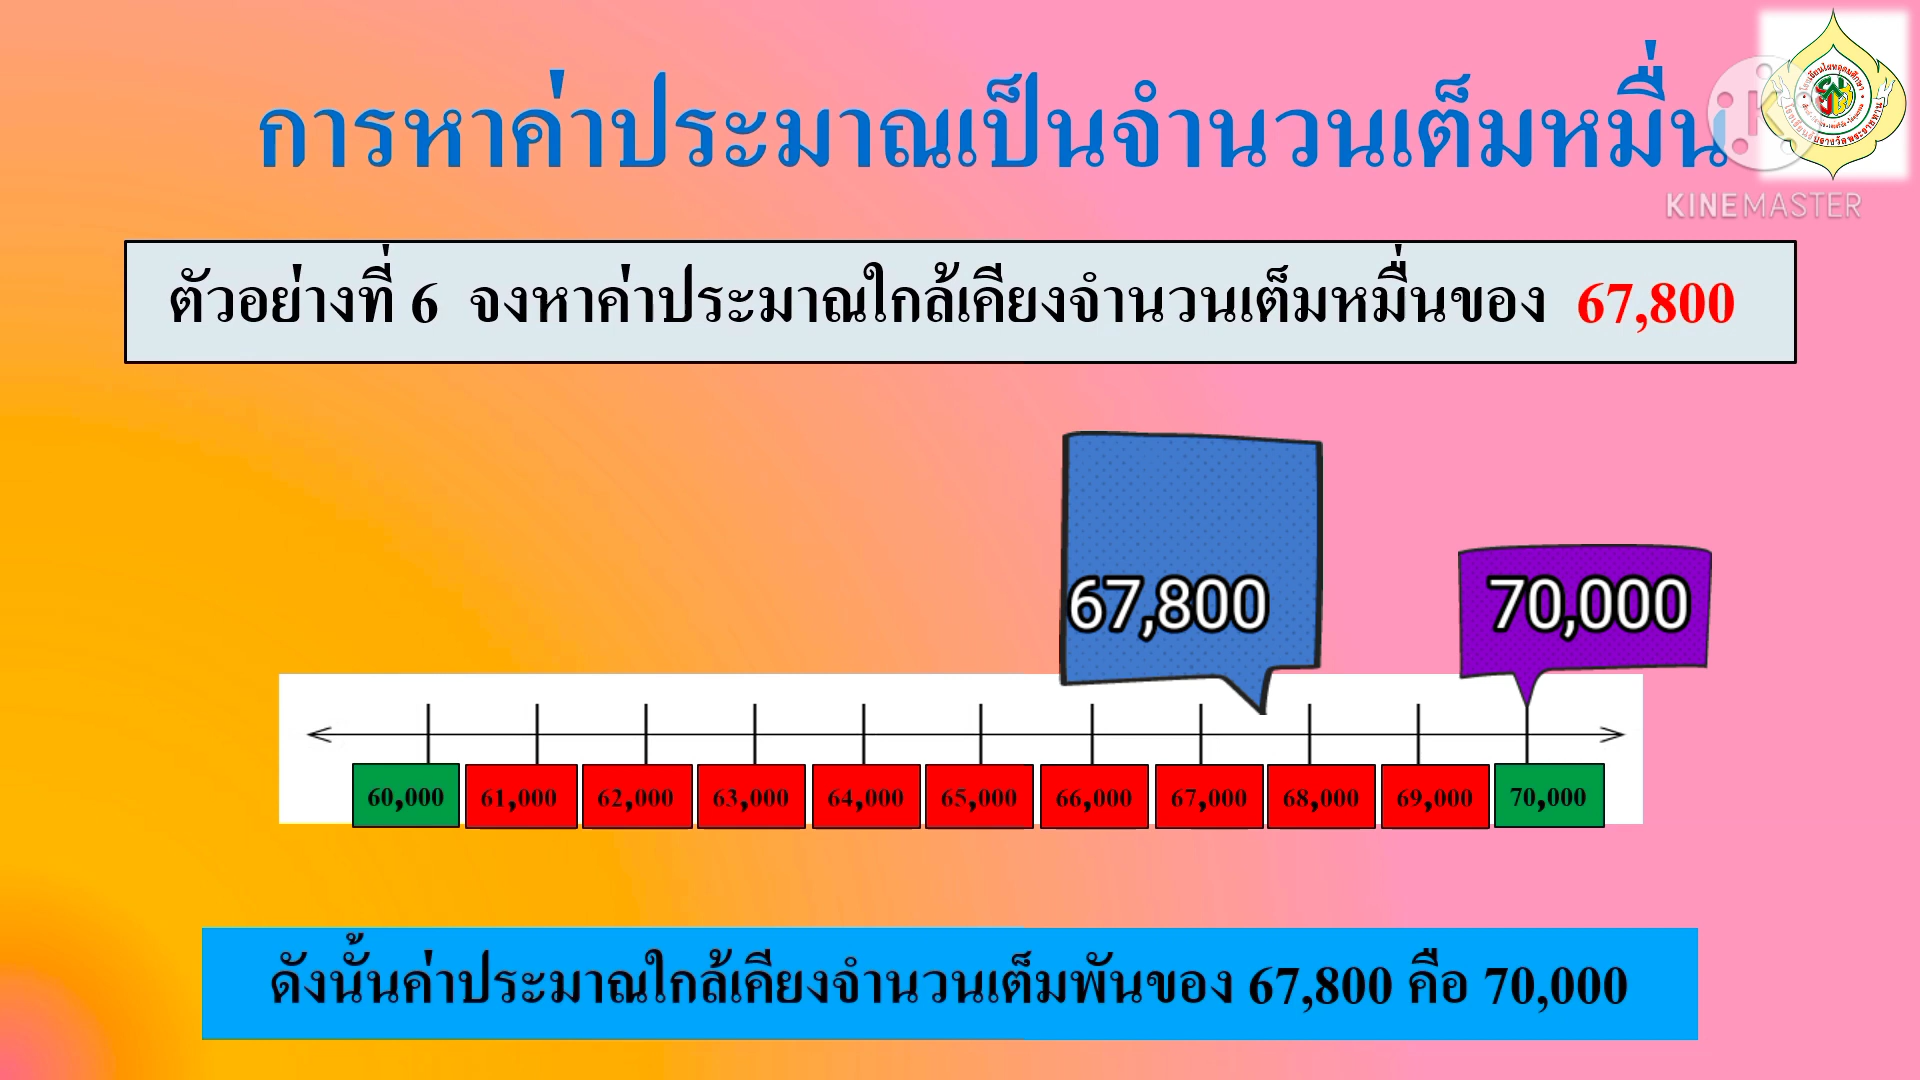 การหาค่าประมาณเป็นจำนวนเต็มหมื่น
KINEMASTER
ตัวอย่างที่ 6 จงหาค่าประมาณใกล้เคียงจำนวนเต็มหมื่นของ 67,800
67,800
70,000
60,000 61,000 62,000 63,000 64,000 65,000 66,000 67,000 68,000 69,000 70,000
ดังนั้นค่าประมาณใกล้เคียงจำนวนเต็มพันของ 67,800 คือ 70,000